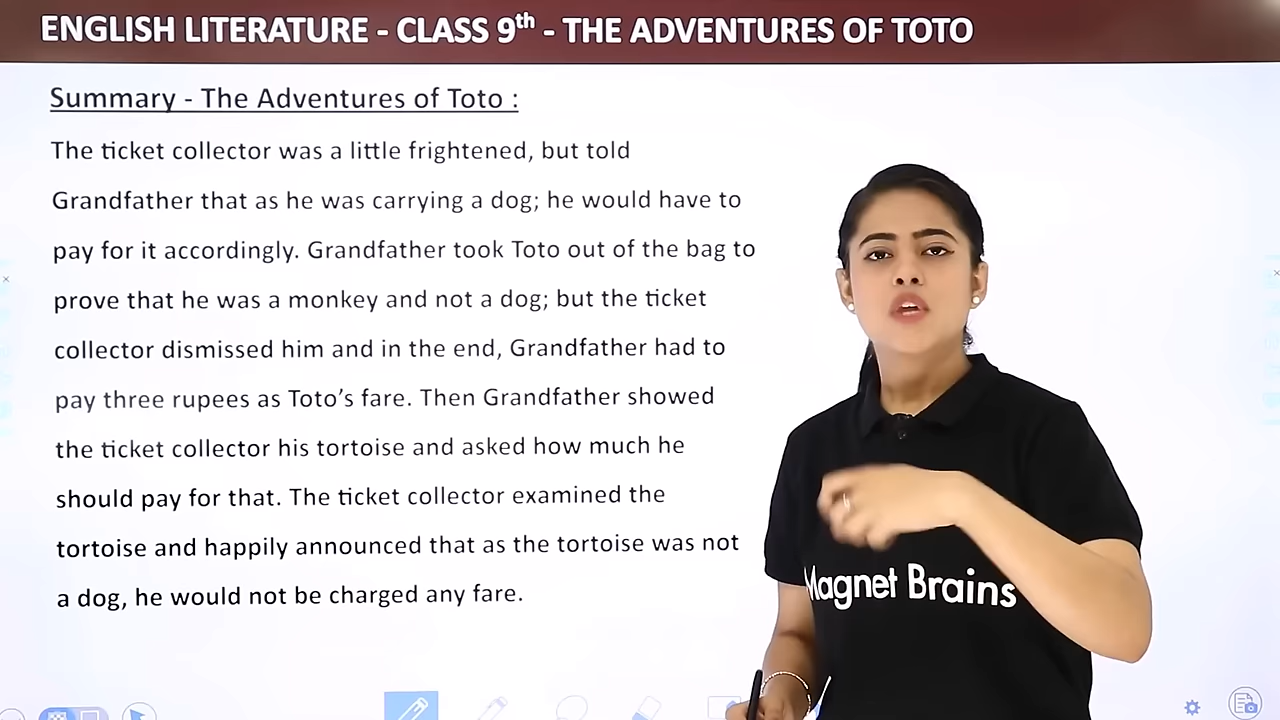 ENGLISH LITERATURE - CLASS 9th - THE ADVENTURES OF TOTO
Summary - The Adventures of Toto :
The ticket collector was a little frightened, but told
Grandfather that as he was carrying a dog; he would have to
pay for it accordingly. Grandfather took Toto out of the bag to
prove that he was a monkey and not a dog; but the ticket
collector dismissed him and in the end, Grandfather had to
pay three rupees as Toto’s fare. Then Grandfather showed
the ticket collector his tortoise and asked how much he
should pay for that. The ticket collector examined the
tortoise and happily announced that as the tortoise was not
a dog, he would not be charged any fare.
Magnet Brains